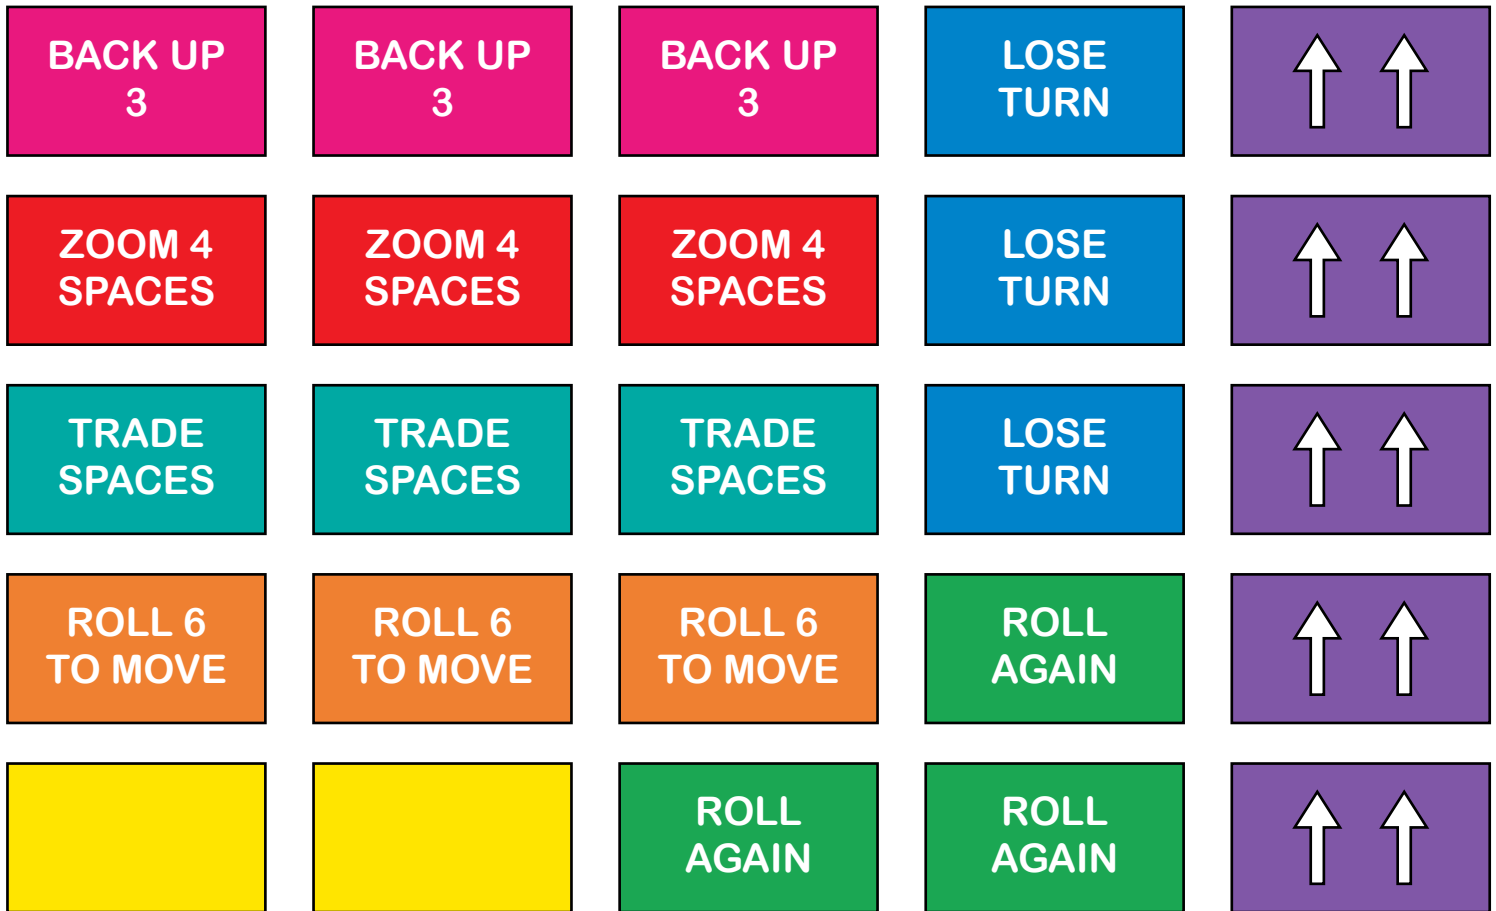 BACK UP
3
BACK UP
3
BACK UP
3
LOSE
TURN
ZOOM 4
SPACES
ZOOM 4
SPACES
ZOOM 4
SPACES
LOSE
TURN
TRADE
SPACES
TRADE
SPACES
TRADE
SPACES
LOSE
TURN
ROLL 6
TO MOVE
ROLL 6
TO MOVE
ROLL 6
TO MOVE
ROLL
AGAIN
ROLL
AGAIN
ROLL
AGAIN